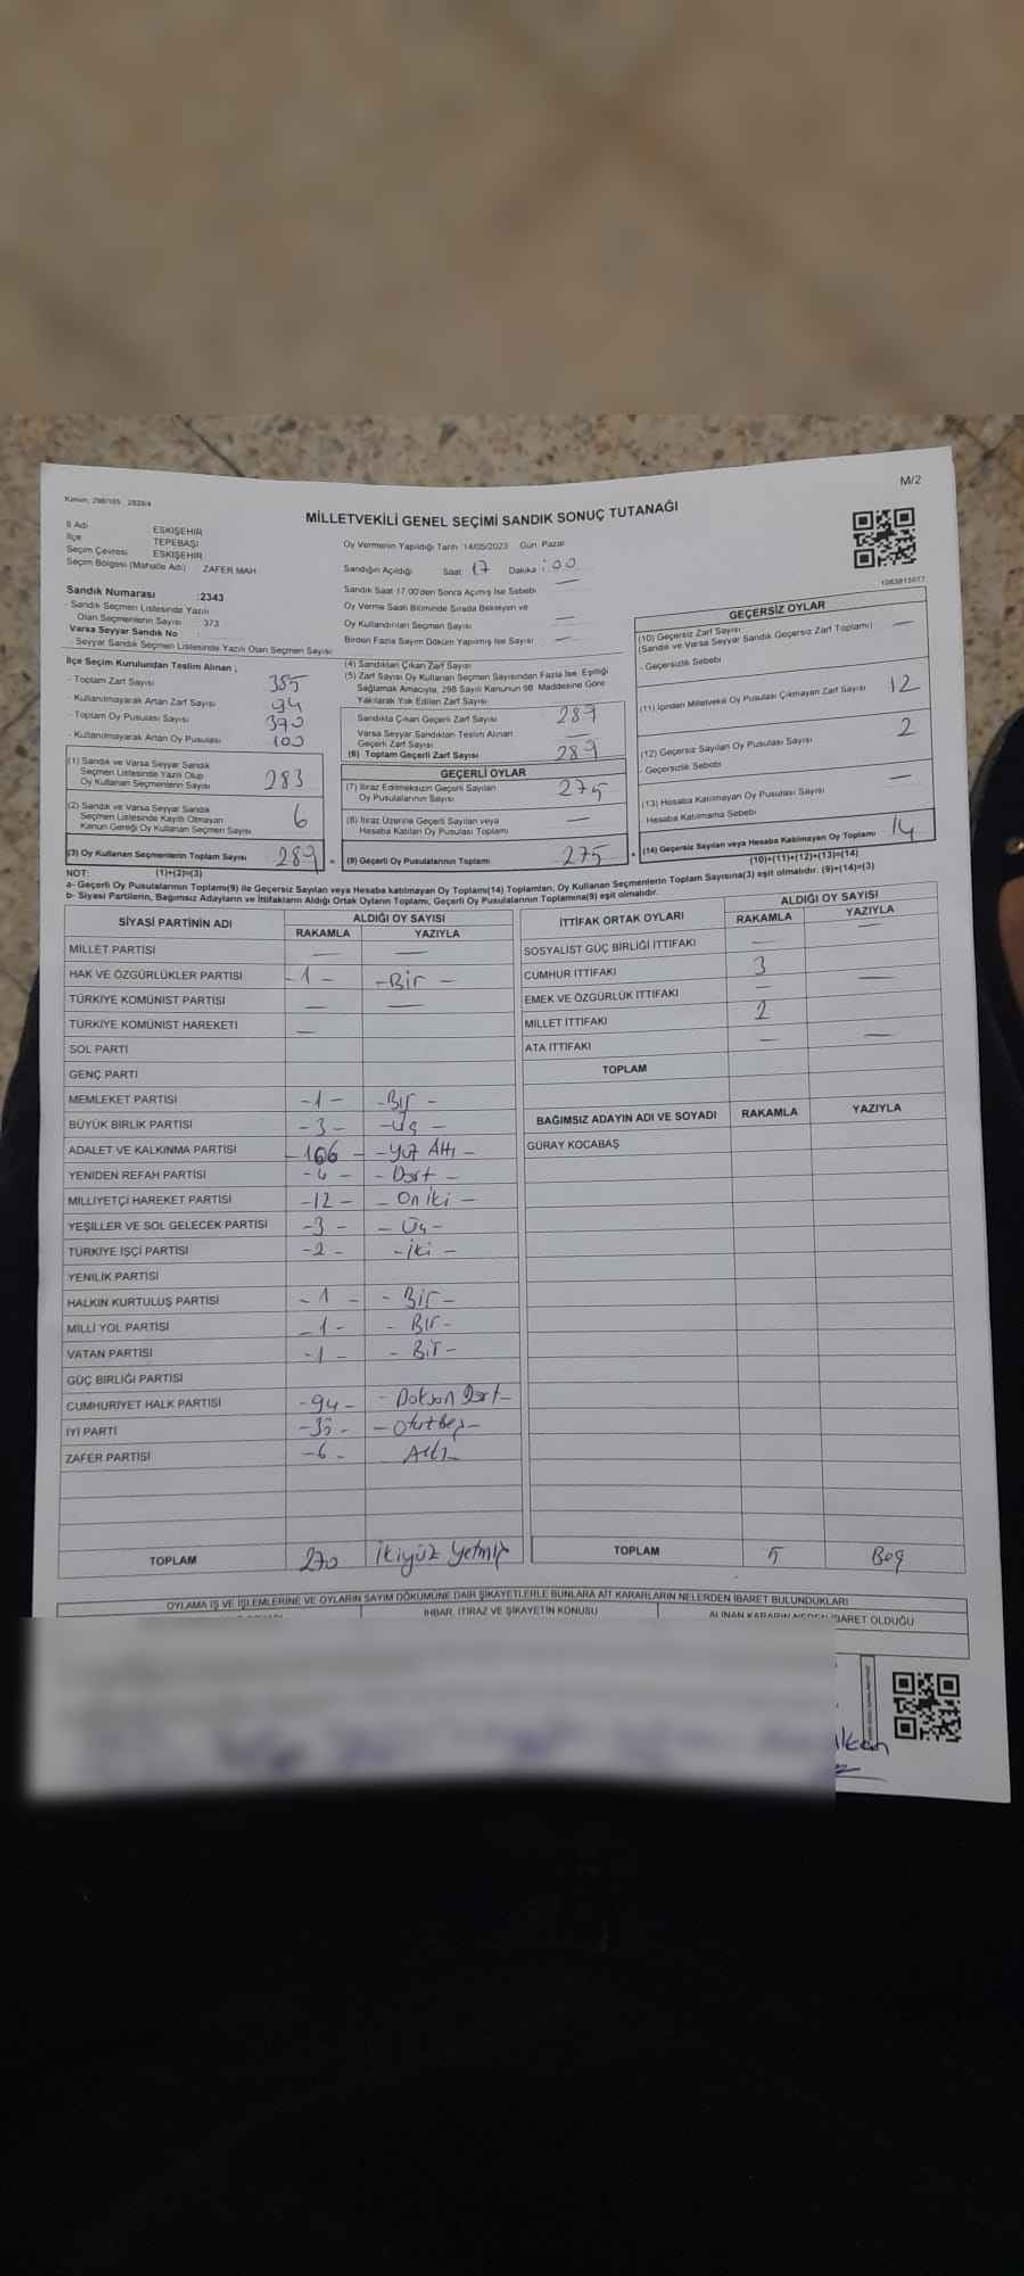 M/2
MİLLETVEKİLİ GENEL SEÇİMİ SANDIK SONUÇ TUTANAĞI
İl Adı ESKİŞEHİR
İlçe TEPEBAŞI
Seçim Çevresi ESKİŞEHİR
Seçim Bölgesi (Mahalle Adı) ZAFER MAH
Sandık Numarası :2343
Sandık Seçmen Listesinde Yazılı
Olan Seçmenlerin Sayısı 373
Varsa Seyyar Sandık No
Seyyar Sandık Seçmen Listesinde Yazılı Olan Seçmen Sayısı
Oy Vermenin Yapıldığı Tarih 14/05/2023 Gün Pazar
Sandığın Açıldığı Saat 17 Dakika :00
Sandık Saat 17:00'den Sonra Açılmış İse Sebebi —
Oy Verme Saati Bitiminde Sırada Bekleyen ve
Oy Kullandırılan Seçmen Sayısı —
Birden Fazla Sayım Döküm Yapılmış İse Sayısı —
İlçe Seçim Kurulundan Teslim Alınan ;
- Toplam Zarf Sayısı 385
- Kullanılmayarak Artan Zarf Sayısı 94
- Toplam Oy Pusulası Sayısı 390
- Kullanılmayarak Artan Oy Pusulası 100
(1) Sandık ve Varsa Seyyar Sandık
Seçmen Listesinde Yazılı Olup
Oy Kullanan Seçmenlerin Sayısı 283
(2) Sandık ve Varsa Seyyar Sandık
Seçmen Listesinde Kayıtlı Olmayan
Kanun Gereği Oy Kullanan Seçmen Sayısı 6
(3) Oy Kullanan Seçmenlerin Toplam Sayısı 289
(4) Sandıktan Çıkan Zarf Sayısı
(5) Zarf Sayısı Oy Kullanan Seçmen Sayısından Fazla İse, Eşitliği
Sağlamak Amacıyla, 298 Sayılı Kanunun 98. Maddesine Göre
Yakılarak Yok Edilen Zarf Sayısı
Sandıkta Çıkan Geçerli Zarf Sayısı 289
Varsa Seyyar Sandıktan Teslim Alınan
Geçerli Zarf Sayısı —
(6) Toplam Geçerli Zarf Sayısı 289
GEÇERLİ OYLAR
(7) İtiraz Edilmeksizin Geçerli Sayılan
Oy Pusulalarının Sayısı 275
(8) İtiraz Üzerine Geçerli Sayılan veya
Hesaba Katılan Oy Pusulası Toplamı —
(9) Geçerli Oy Pusulalarının Toplamı 275
GEÇERSİZ OYLAR
(10) Geçersiz Zarf Sayısı —
(Sandık ve Varsa Seyyar Sandık Geçersiz Zarf Toplamı)
- Geçersizlik Sebebi
(11) İçinden Milletvekili Oy Pusulası Çıkmayan Zarf Sayısı 12
(12) Geçersiz Sayılan Oy Pusulası Sayısı 2
- Geçersizlik Sebebi
(13) Hesaba Katılmayan Oy Pusulası Sayısı —
Hesaba Katılmama Sebebi
(14) Geçersiz Sayılan veya Hesaba Katılmayan Oy Toplamı 14
NOT: (1)+(2)=(3) (10)+(11)+(12)+(13)=(14)
a- Geçerli Oy Pusulalarının Toplamı(9) ile Geçersiz Sayılan veya Hesaba katılmayan Oy Toplamı(14) Toplamları, Oy Kullanan Seçmenlerin Toplam Sayısına(3) eşit olmalıdır. (9)+(14)=(3)
b- Siyasi Partilerin, Bağımsız Adayların ve İttifakların Aldığı Ortak Oyların Toplamı, Geçerli Oy Pusulalarının Toplamına(9) eşit olmalıdır.
SİYASİ PARTİNİN ADI ALDIĞI OY SAYISI
RAKAMLA YAZIYLA
MİLLET PARTİSİ — —
HAK VE ÖZGÜRLÜKLER PARTİSİ -1- -Bir-
TÜRKİYE KOMÜNİST PARTİSİ — —
TÜRKİYE KOMÜNİST HAREKETİ —
SOL PARTİ
GENÇ PARTİ
MEMLEKET PARTİSİ -1- -Bir-
BÜYÜK BİRLİK PARTİSİ -3- -Üç-
ADALET VE KALKINMA PARTİSİ -106- -Yüz Altı-
YENİDEN REFAH PARTİSİ -4- -Dört-
MİLLİYETÇİ HAREKET PARTİSİ -12- -On iki-
YEŞİLLER VE SOL GELECEK PARTİSİ -3- -Üç-
TÜRKİYE İŞÇİ PARTİSİ -2- -iki-
YENİLİK PARTİSİ
HALKIN KURTULUŞ PARTİSİ -1- -Bir-
MİLLİ YOL PARTİSİ -1- -Bir-
VATAN PARTİSİ -1- -Bir-
GÜÇ BİRLİĞİ PARTİSİ
CUMHURİYET HALK PARTİSİ -94- -Doksan Dört-
İYİ PARTİ -35- -Otuzbeş-
ZAFER PARTİSİ -6- Altı
TOPLAM 270 İkiyüz Yetmiş
İTTİFAK ORTAK OYLARI ALDIĞI OY SAYISI
RAKAMLA YAZIYLA
SOSYALİST GÜÇ BİRLİĞİ İTTİFAKI — —
CUMHUR İTTİFAKI 3
EMEK VE ÖZGÜRLÜK İTTİFAKI — —
MİLLET İTTİFAKI 2
ATA İTTİFAKI — —
TOPLAM
BAĞIMSIZ ADAYIN ADI VE SOYADI RAKAMLA YAZIYLA
GÜRAY KOCABAŞ
TOPLAM 5 Beş
OYLAMA İŞ VE İŞLEMLERİNE VE OYLARIN SAYIM DÖKÜMÜNE DAİR ŞİKAYETLERLE BUNLARA AİT KARARLARIN NELERDEN İBARET BULUNDUKLARI
İHBAR, İTİRAZ VE ŞİKAYETİN KONUSU
ALINAN KARARIN NEDEN İBARET OLDUĞU